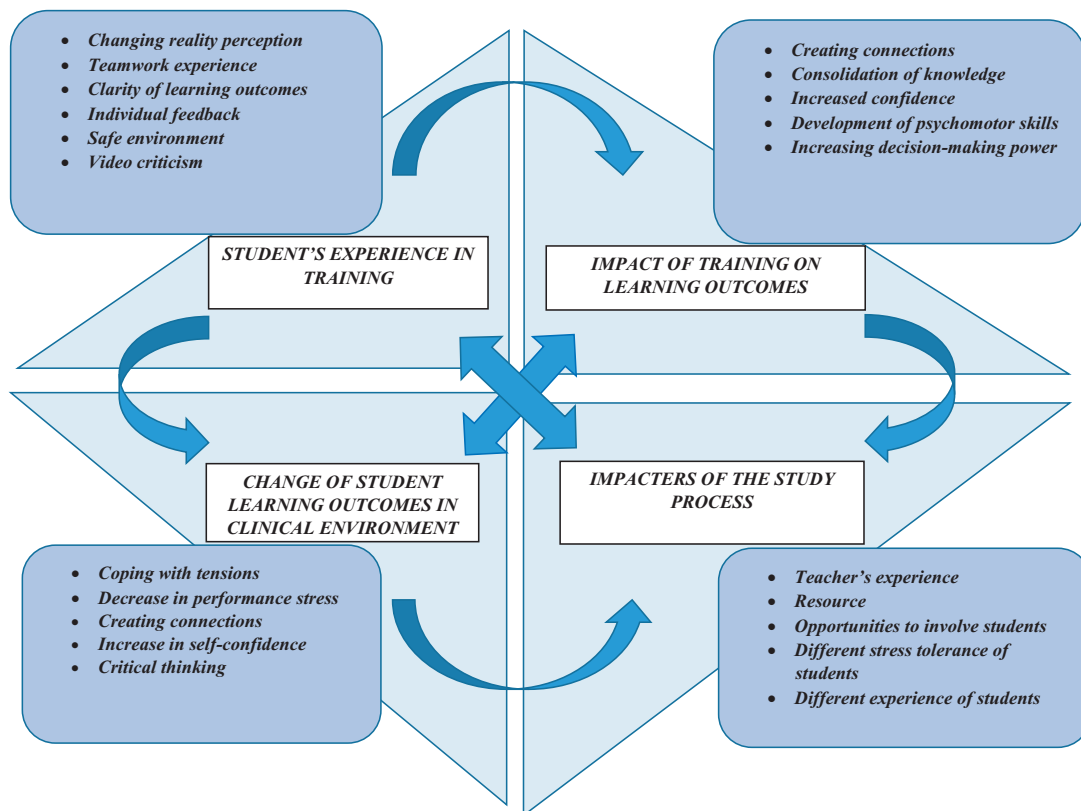 • Changing reality perception
• Teamwork experience
• Clarity of learning outcomes
• Individual feedback
• Safe environment
• Video criticism
• Creating connections
• Consolidation of knowledge
• Increased confidence
• Development of psychomotor skills
• Increasing decision-making power
STUDENT’S EXPERIENCE IN
TRAINING
IMPACT OF TRAINING ON
LEARNING OUTCOMES
CHANGE OF STUDENT
LEARNING OUTCOMES IN
CLINICAL ENVIRONMENT
IMPACTERS OF THE STUDY
PROCESS
• Coping with tensions
• Decrease in performance stress
• Creating connections
• Increase in self-confidence
• Critical thinking
• Teacher’s experience
• Resource
• Opportunities to involve students
• Different stress tolerance of
students
• Different experience of students